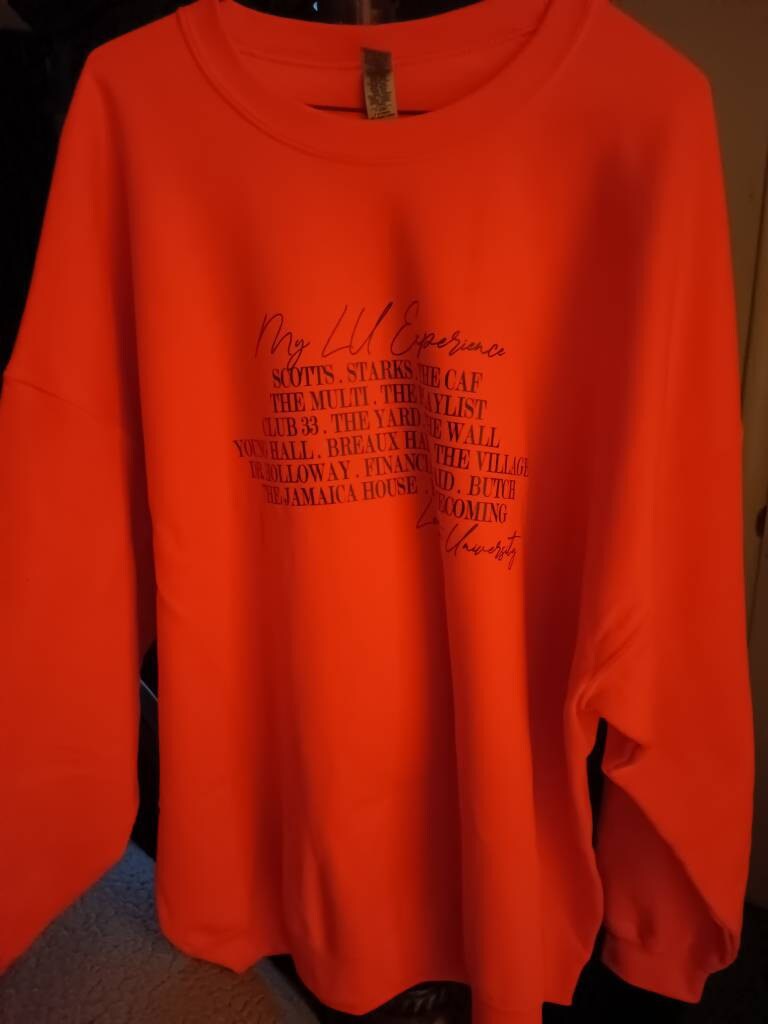 My LU Experience
SCOTTS . STARKS . THE CAF
THE MULTI . THE PLAYLIST
CLUB 33 . THE YARD . THE WALL
YOUNG HALL . BREAUX HALL . THE VILLAGE
DR. HOLLOWAY . FINANCIAL AID . BUTCH
THE JAMAICA HOUSE .
University